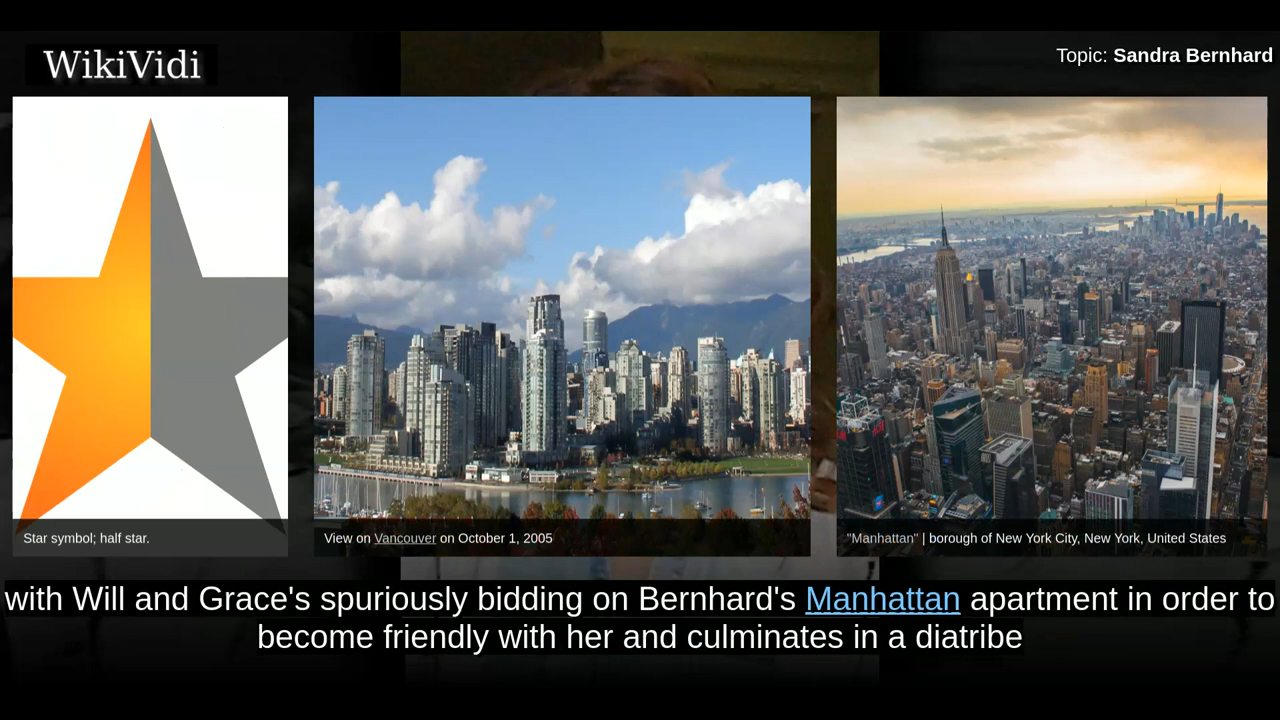 WikiVidi
Topic: Sandra Bernhard
Star symbol; half star.
View on Vancouver on October 1, 2005
"Manhattan" | borough of New York City, New York, United States
with Will and Grace's spuriously bidding on Bernhard's Manhattan apartment in order to
become friendly with her and culminates in a diatribe